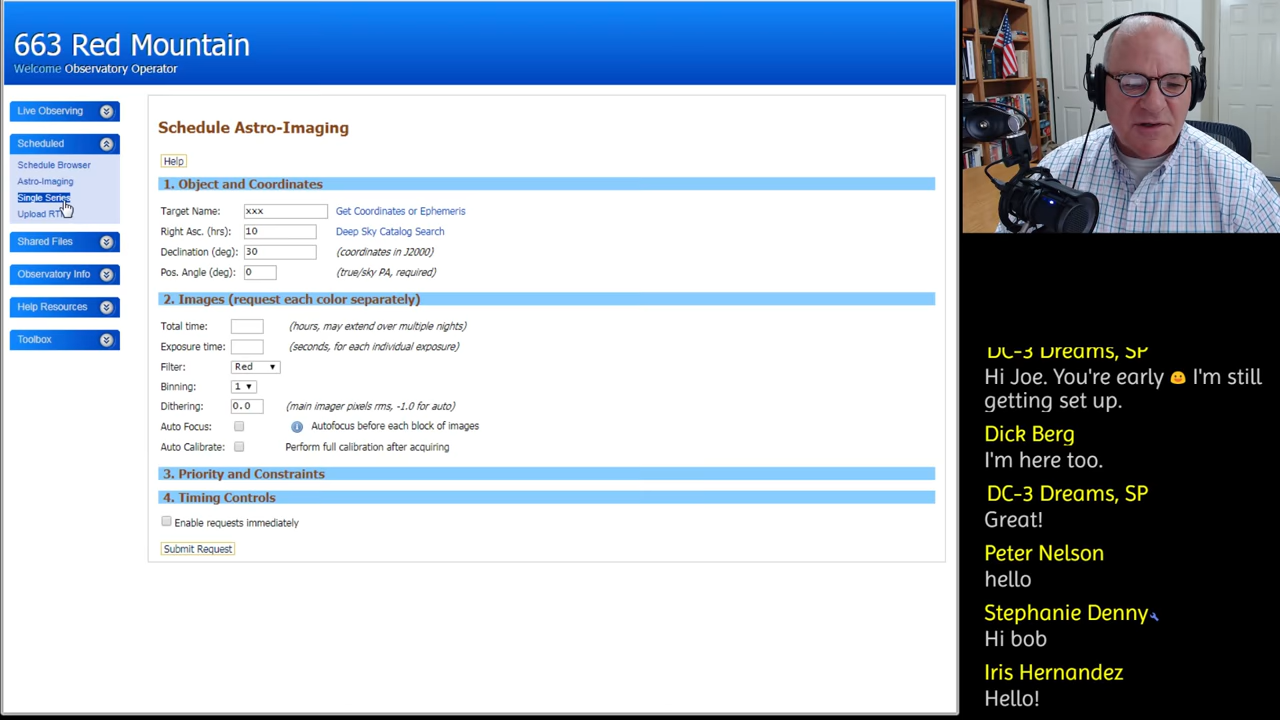 663 Red Mountain
Welcome Observatory Operator
Live Observing
Scheduled
Schedule Browser
Astro-Imaging
Single Series
Upload
Shared Files
Observatory Info
Help Resources
Toolbox
Schedule Astro-Imaging
Help
1. Object and Coordinates
Target Name: xxx Get Coordinates or Ephemeris
Right Asc. (hrs): 10 Deep Sky Catalog Search
Declination (deg): 30 (coordinates in J2000)
Pos. Angle (deg): 0 (true/sky PA, required)
2. Images (request each color separately)
Total time: (hours, may extend over multiple nights)
Exposure time: (seconds, for each individual exposure)
Filter: Red
Binning: 1
Dithering: 0.0 (main imager pixels rms, -1.0 for auto)
Auto Focus: Autofocus before each block of images
Auto Calibrate: Perform full calibration after acquiring
3. Priority and Constraints
4. Timing Controls
Enable requests immediately
Submit Request
DC-3 Dreams, SP
Hi Joe. You're early I'm still
getting set up.
Dick Berg
I'm here too.
DC-3 Dreams, SP
Great!
Peter Nelson
hello
Stephanie Denny
Hi bob
Iris Hernandez
Hello!